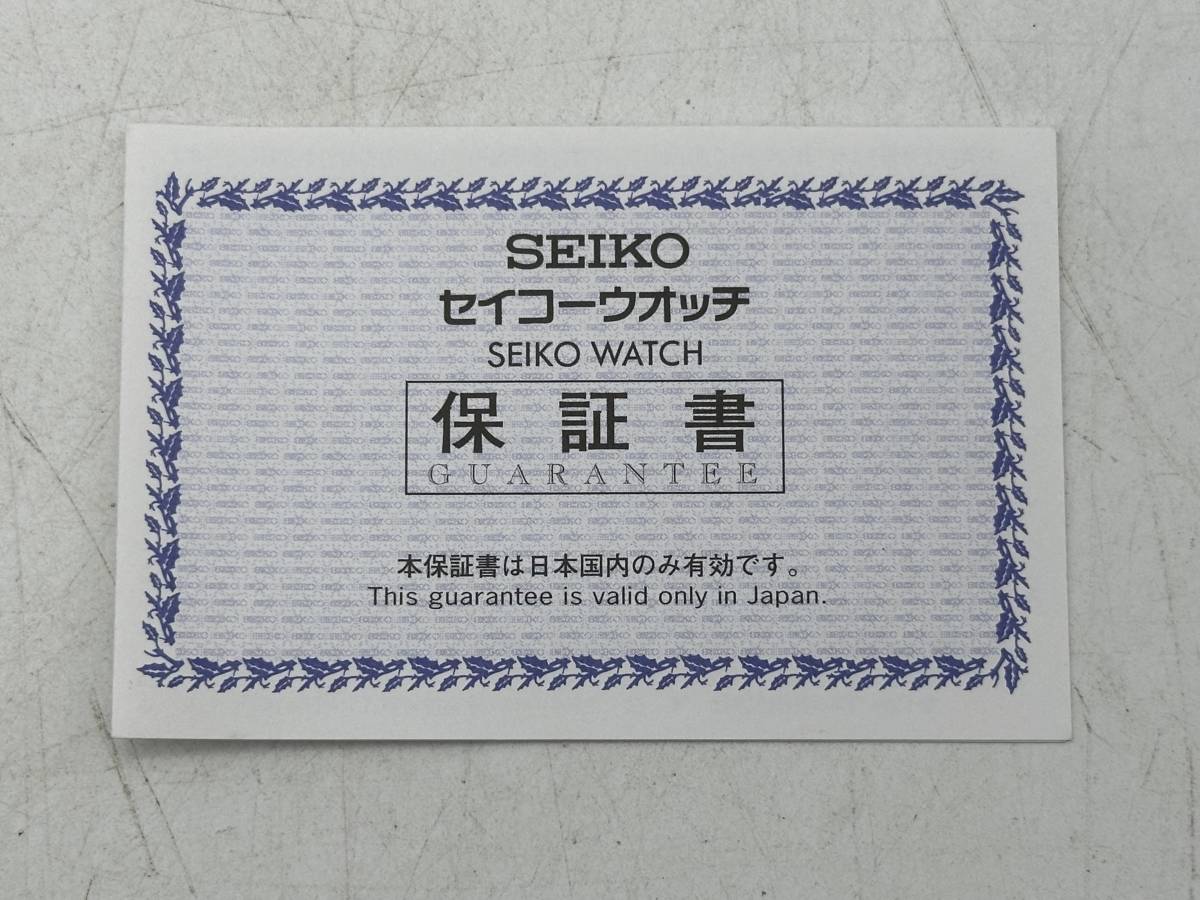 SEIKO
セイコーウオッチ
SEIKO WATCH
保証書
GUARANTEE
本保証書は日本国内のみ有効です。
This guarantee is valid only in Japan.